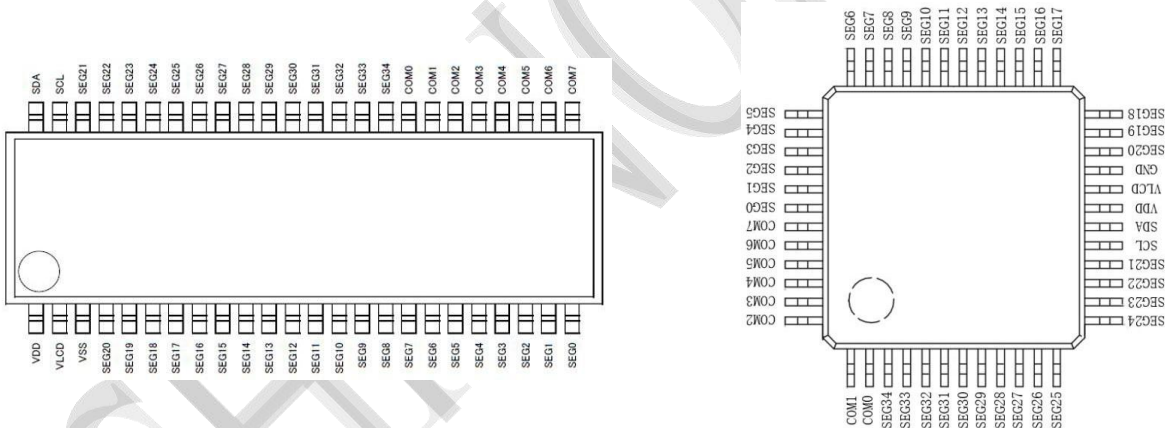 SDA SCL SEG21 SEG22 SEG23 SEG24 SEG25 SEG26 SEG27 SEG28 SEG29 SEG30 SEG31 SEG32 SEG33 SEG34 COM0 COM1 COM2 COM3 COM4 COM5 COM6 COM7
VDD VLCD VSS SEG20 SEG19 SEG18 SEG17 SEG16 SEG15 SEG14 SEG13 SEG12 SEG11 SEG10 SEG9 SEG8 SEG7 SEG6 SEG5 SEG4 SEG3 SEG2 SEG1 SEG0
SEG6 SEG7 SEG8 SEG9 SEG10 SEG11 SEG12 SEG13 SEG14 SEG15 SEG16 SEG17
SEG5
SEG4
SEG3
SEG2
SEG1
SEG0
COM7
COM6
COM5
COM4
COM3
COM2
SEG18
SEG19
SEG20
GND
VLCD
VDD
SDA
SCL
SEG21
SEG22
SEG23
SEG24
COM1 COM0 SEG34 SEG33 SEG32 SEG31 SEG30 SEG29 SEG28 SEG27 SEG26 SEG25